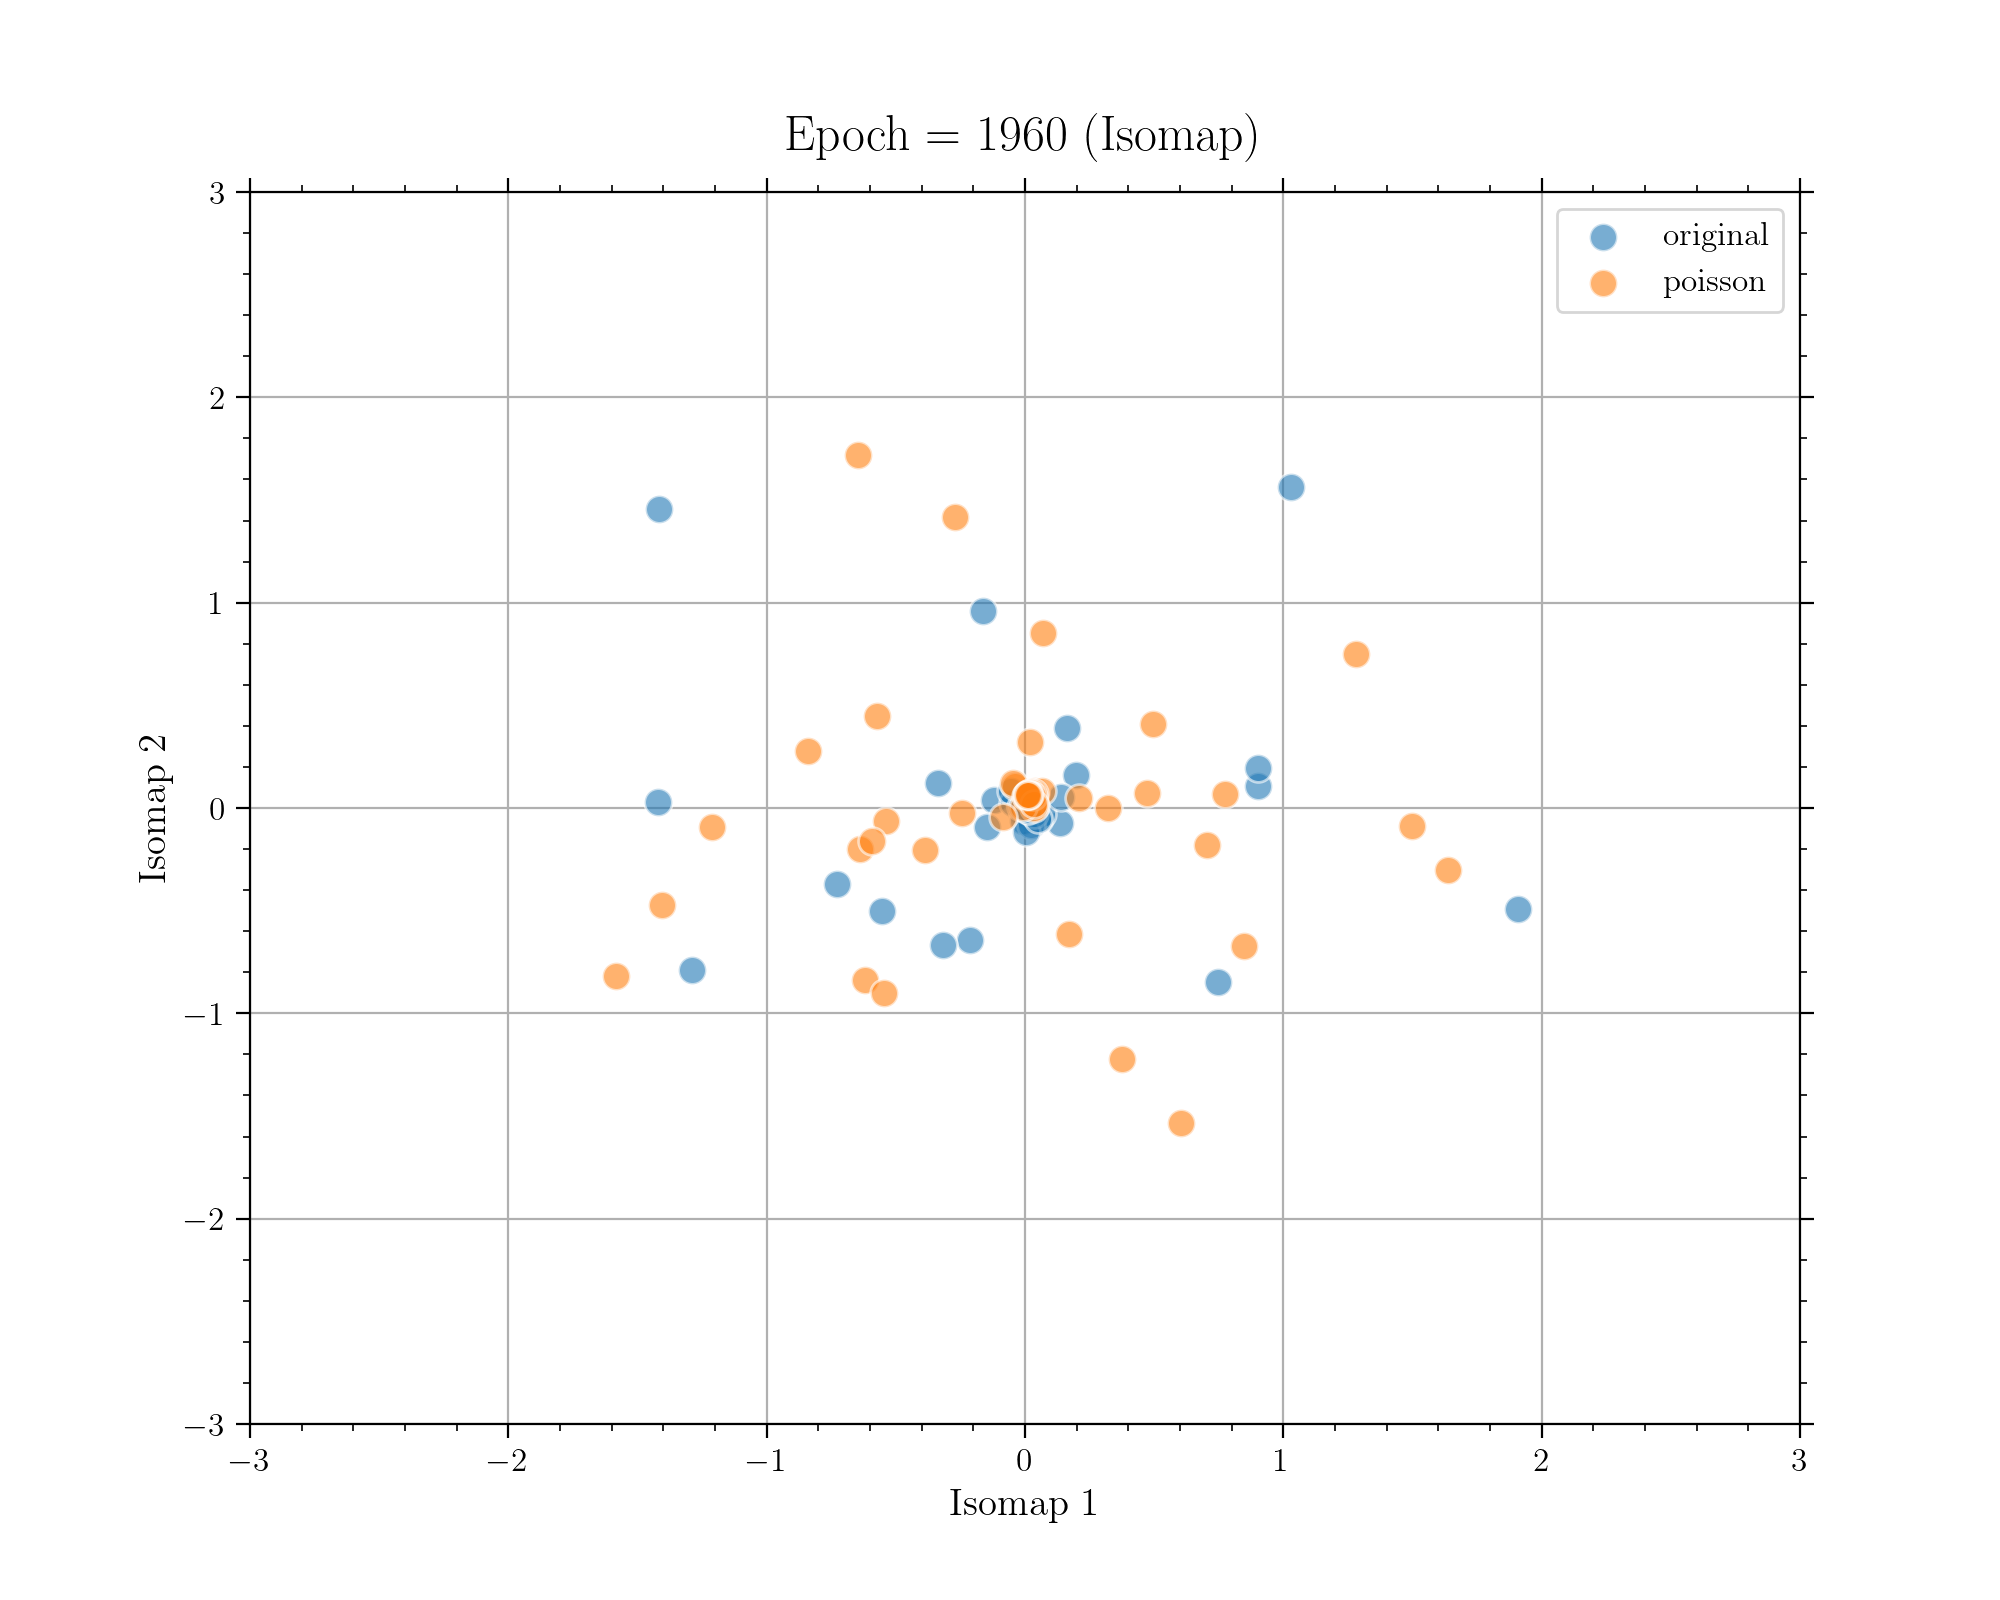 Epoch = 1960 (Isomap)
original
poisson
3
2
1
0
−1
−2
−3
Isomap 2
−3 −2 −1 0 1 2 3
Isomap 1